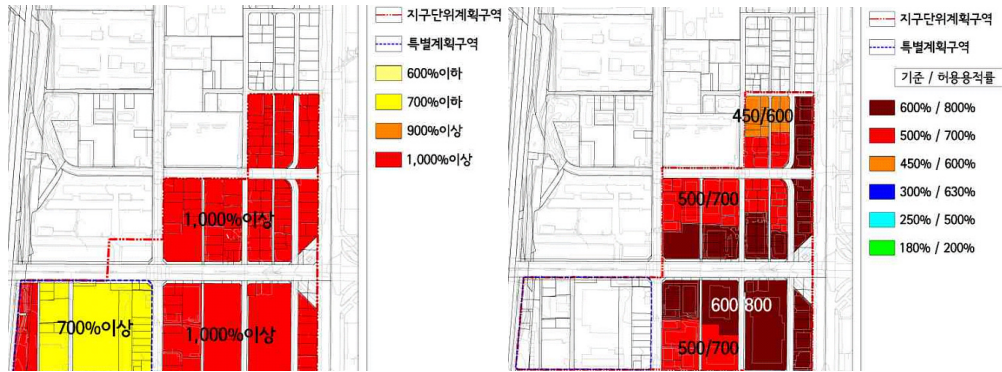 지구단위계획구역
특별계획구역
600%이하
700%이하
900%이상
1,000%이상
1,000%이상
700%이상
1,000%이상
지구단위계획구역
특별계획구역
기준 / 허용용적률
600% / 800%
500% / 700%
450% / 600%
300% / 630%
250% / 500%
180% / 200%
450/600
500/700
600/800
500/700